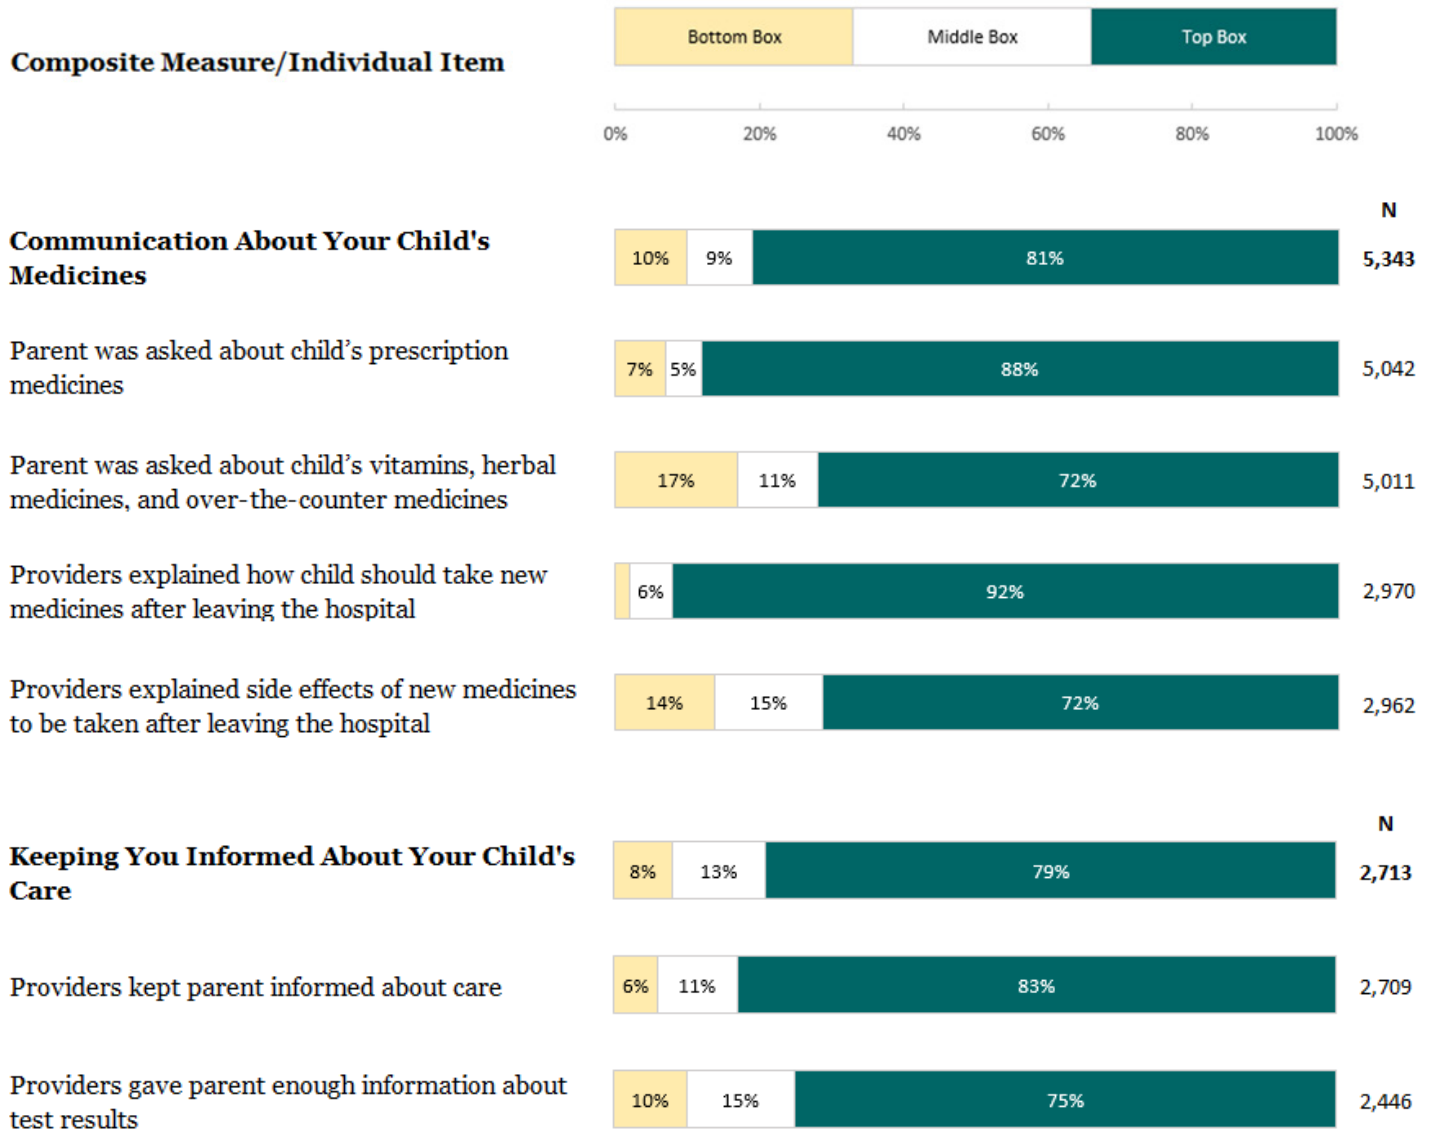 Bottom Box Middle Box Top Box
Composite Measure/Individual Item
0% 20% 40% 60% 80% 100%
N
Communication About Your Child's
Medicines
10% 9% 81% 5,343
Parent was asked about child’s prescription
medicines
7% 5% 88% 5,042
Parent was asked about child’s vitamins, herbal
medicines, and over-the-counter medicines
17% 11% 72% 5,011
Providers explained how child should take new
medicines after leaving the hospital
6% 92% 2,970
Providers explained side effects of new medicines
to be taken after leaving the hospital
14% 15% 72% 2,962
N
Keeping You Informed About Your Child's
Care
8% 13% 79% 2,713
Providers kept parent informed about care
6% 11% 83% 2,709
Providers gave parent enough information about
test results
10% 15% 75% 2,446